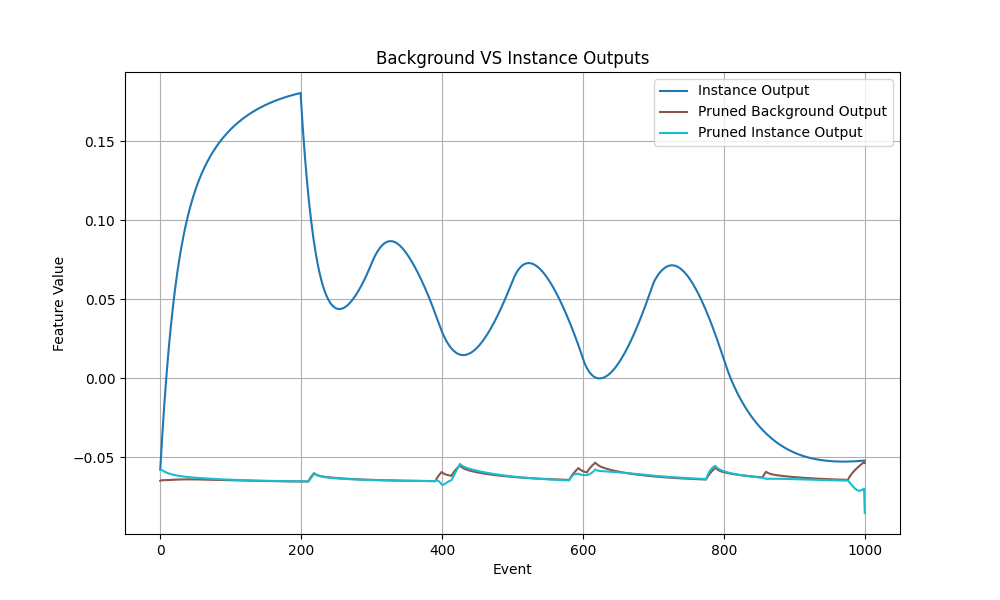 Background VS Instance Outputs
Instance Output
Pruned Background Output
Pruned Instance Output
Feature Value
0.15
0.10
0.05
0.00
−0.05
0 200 400 600 800 1000
Event